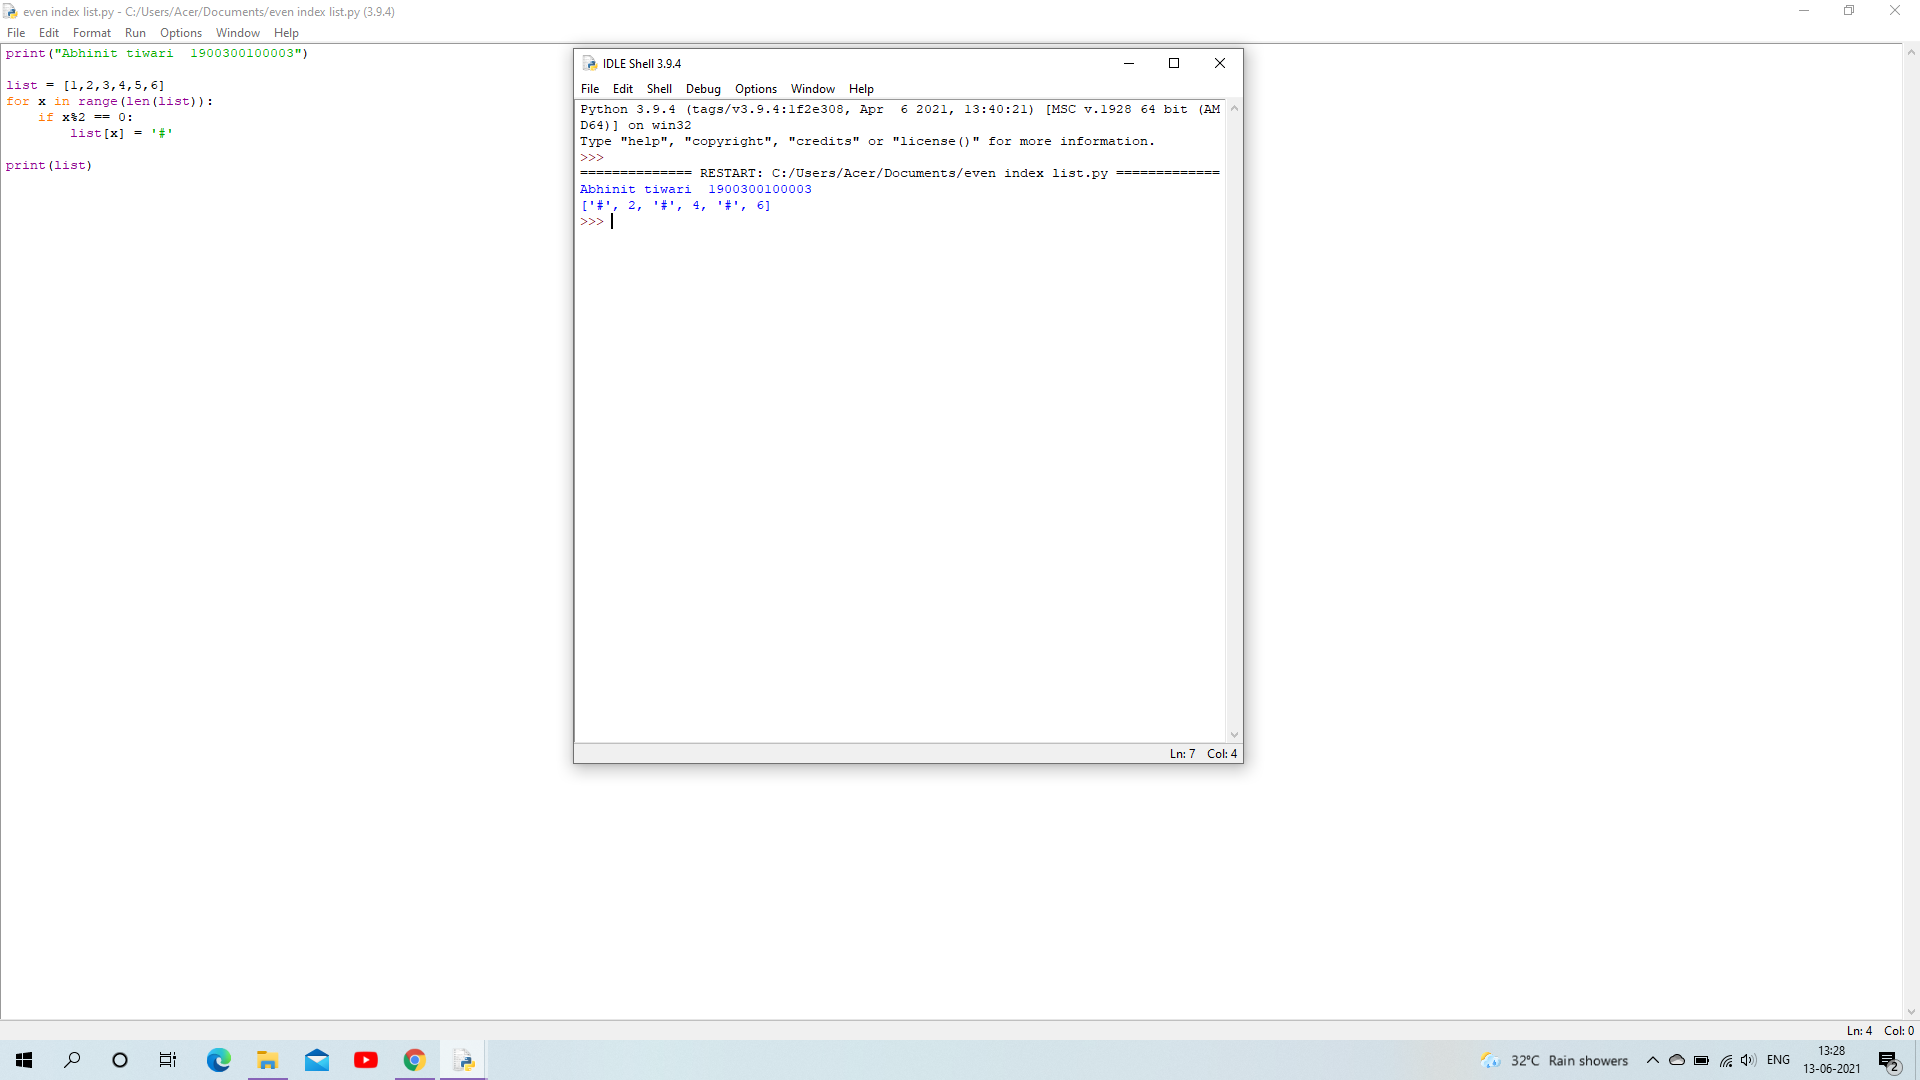 even index list.py - C:/Users/Acer/Documents/even index list.py (3.9.4)
File Edit Format Run Options Window Help
print("Abhinit tiwari  1900300100003")
list = [1,2,3,4,5,6]
for x in range(len(list)):
    if x%2 == 0:
        list[x] = '#'
print(list)
IDLE Shell 3.9.4
File Edit Shell Debug Options Window Help
Python 3.9.4 (tags/v3.9.4:1f2e308, Apr  6 2021, 13:40:21) [MSC v.1928 64 bit (AM
D64)] on win32
Type "help", "copyright", "credits" or "license()" for more information.
>>>
============== RESTART: C:/Users/Acer/Documents/even index list.py =============
Abhinit tiwari  1900300100003
['#', 2, '#', 4, '#', 6]
>>>
Ln: 7 Col: 4
Ln: 4 Col: 0
32°C Rain showers
ENG
13:28
13-06-2021
2